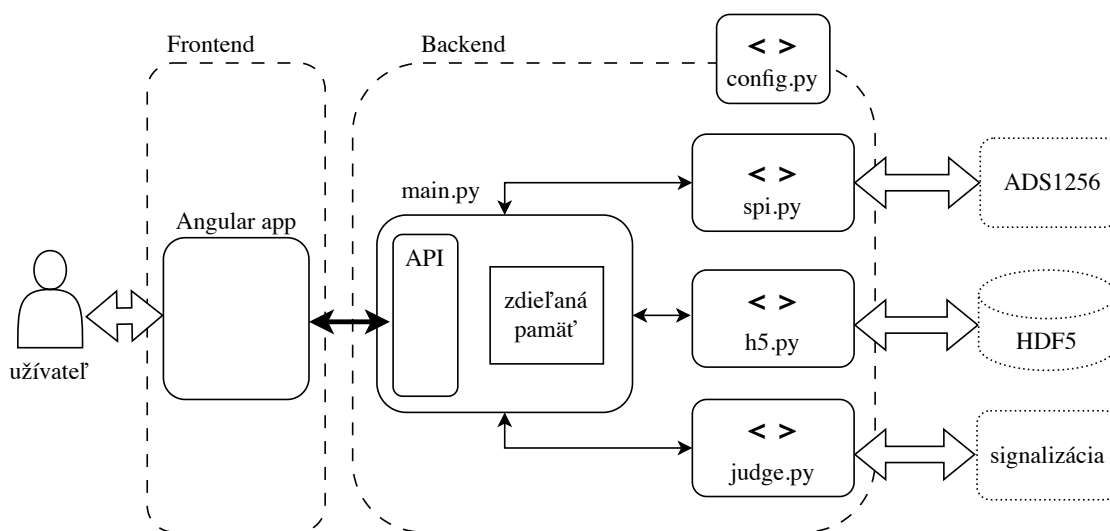 Frontend
Backend
< >
config.py
main.py
< >
spi.py
ADS1256
Angular app
API
zdieľaná
pamäť
< >
h5.py
HDF5
užívateľ
< >
judge.py
signalizácia